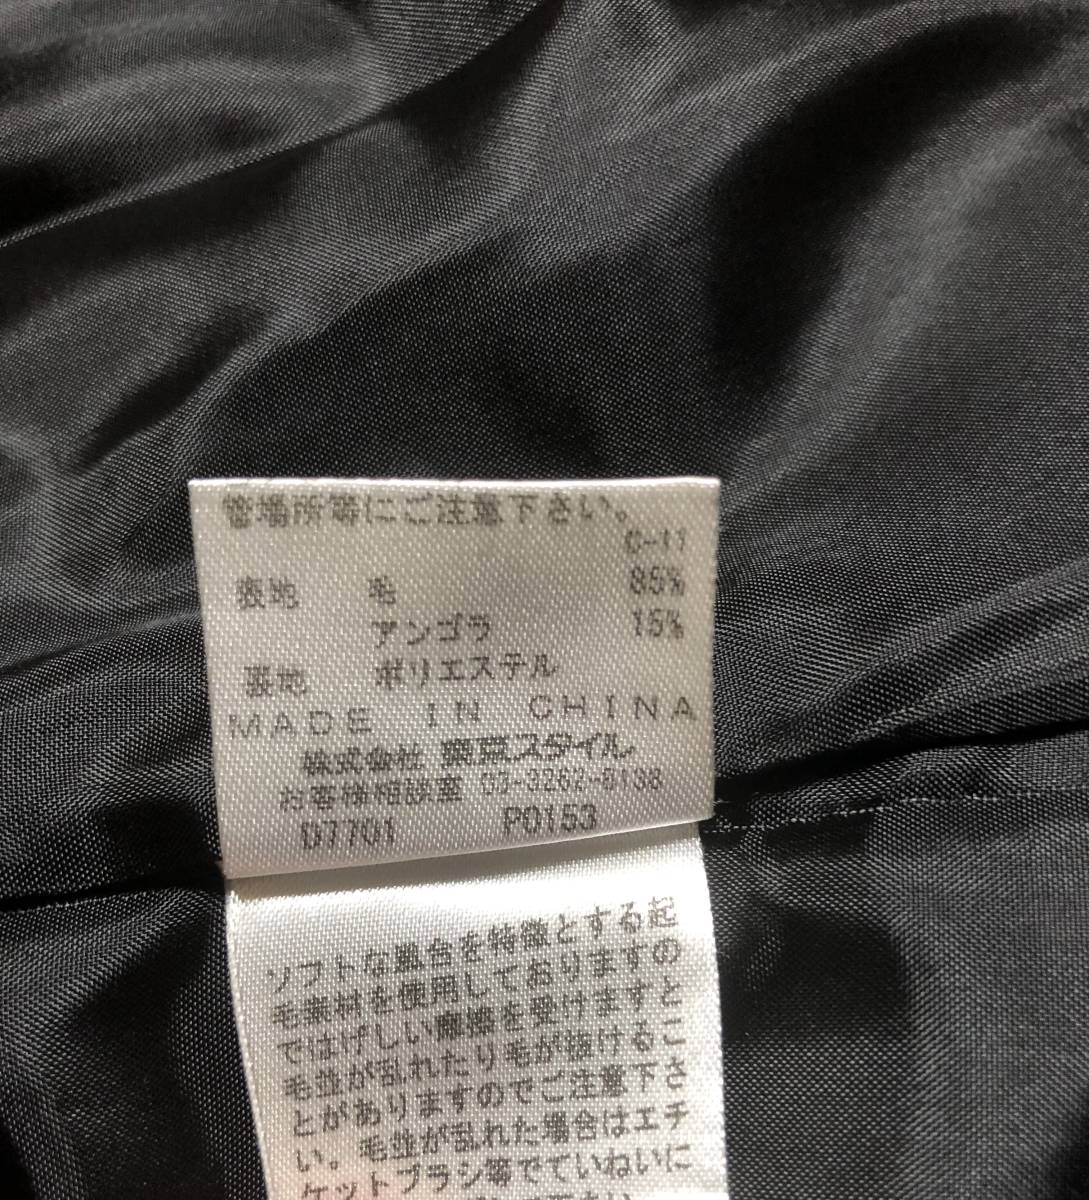 管場所等にご注意下さい。
C-11
表地 毛 85%
アンゴラ 15%
裏地 ポリエステル
MADE IN CHINA
株式会社 東京スタイル
お客様相談室 03-3262-8138
D7701 P0153
ソフトな風合を特徴とする起
毛素材を使用しておりますの
ではげしい摩擦を受けますと
毛並が乱れたり毛が抜けるこ
とがありますのでご注意下さ
い。毛並が乱れた場合はエチ
ケットブラシ等でていねいに